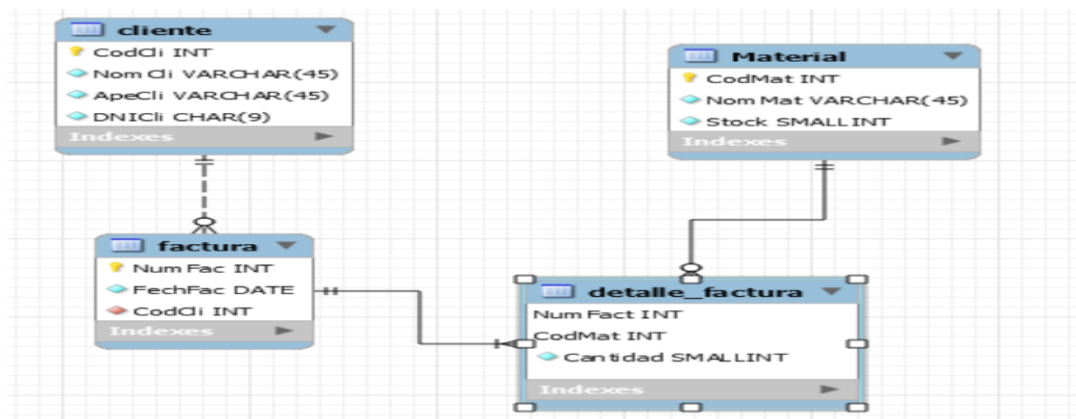 cliente
CodCli INT
NomCli VARCHAR(45)
ApeCli VARCHAR(45)
DNICli CHAR(9)
Indexes
Material
CodMat INT
NomMat VARCHAR(45)
Stock SMALLINT
Indexes
factura
NumFac INT
FechFac DATE
CodCli INT
Indexes
detalle_factura
NumFact INT
CodMat INT
Cantidad SMALLINT
Indexes